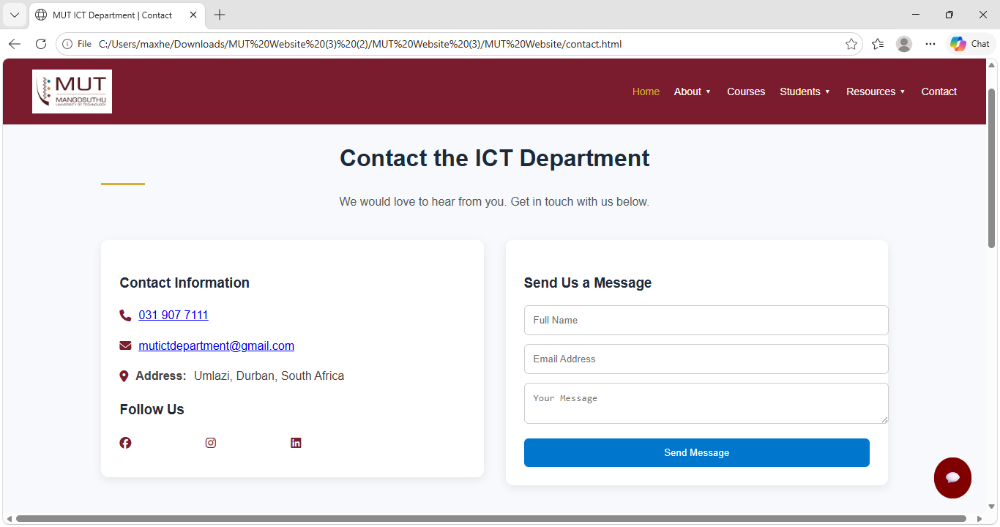 MUT ICT Department | Contact
File C:/Users/maxhe/Downloads/MUT%20Website%20(3)%20(2)/MUT%20Website%20(3)/MUT%20Website/contact.html
Chat
MUT
MANGOSUTHU
UNIVERSITY OF TECHNOLOGY
Home About ▼ Courses Students ▼ Resources ▼ Contact
Contact the ICT Department
We would love to hear from you. Get in touch with us below.
Contact Information
031 907 7111
mutictdepartment@gmail.com
Address: Umlazi, Durban, South Africa
Follow Us
Send Us a Message
Full Name
Email Address
Your Message
Send Message